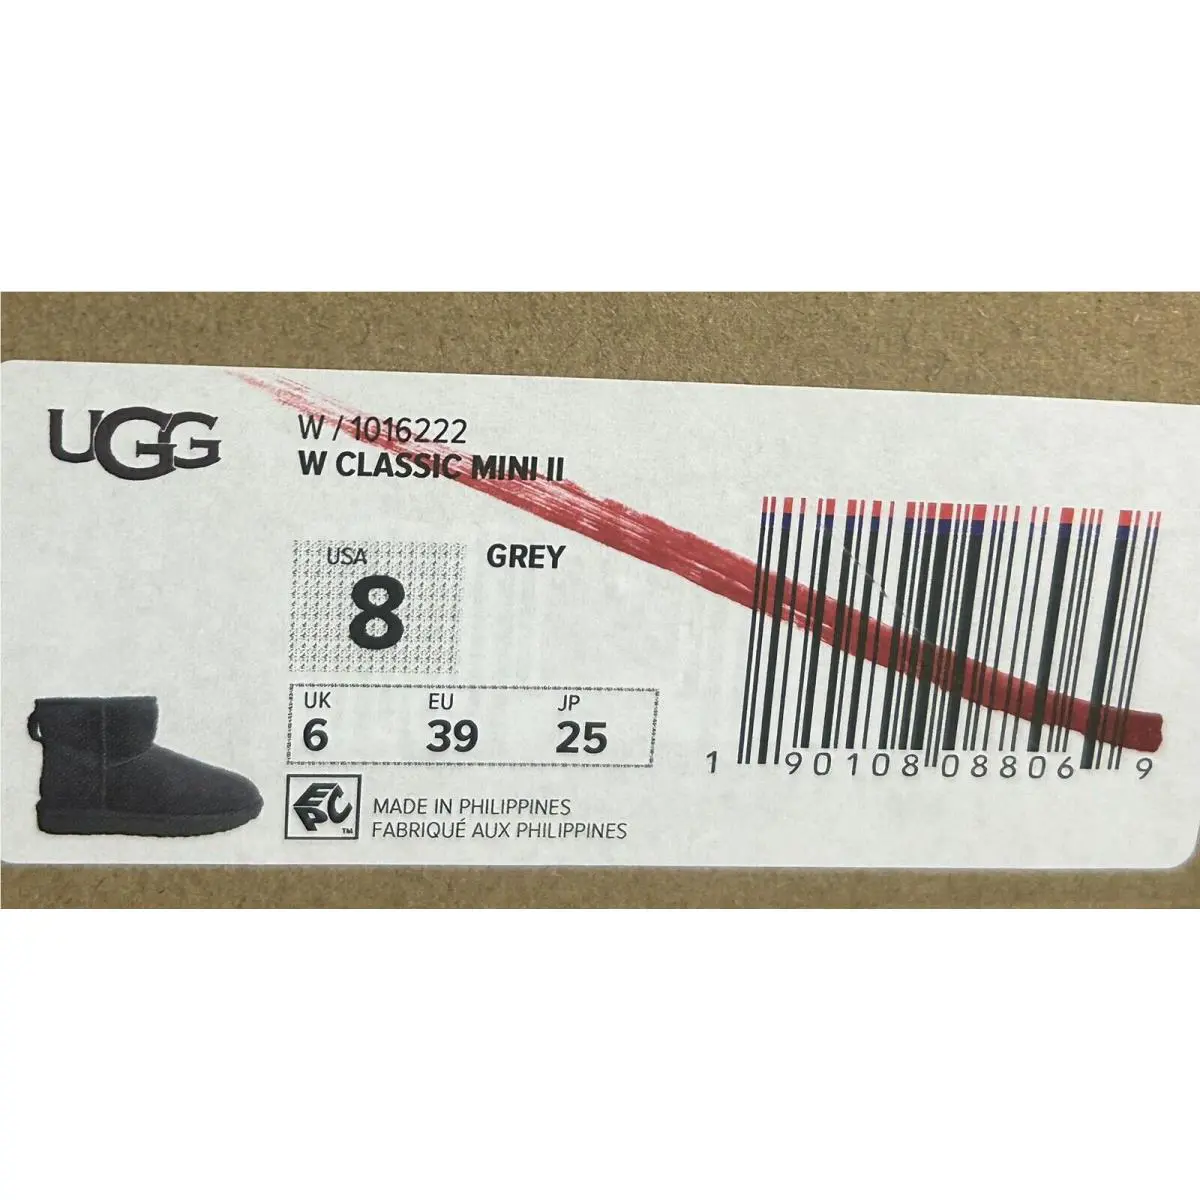 UGG
W / 1016222
W CLASSIC MINI II
USA
8
GREY
UK EU JP
6 39 25
EPC™
MADE IN PHILIPPINES
FABRIQUÉ AUX PHILIPPINES
1 90108 08806 9